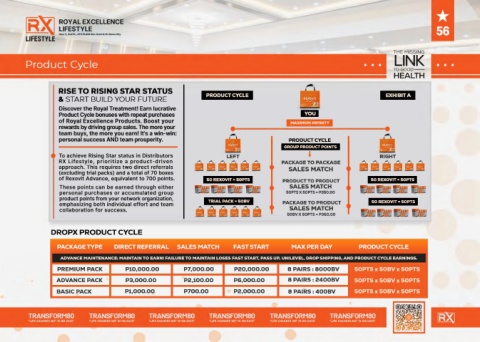 RX
LIFESTYLE
ROYAL EXCELLENCE
LIFESTYLE
56
Product Cycle
THE MISSING
LINK
TO GOOD
HEALTH
RISE TO RISING STAR STATUS
& START BUILD YOUR FUTURE
Discover the Royal Treatment! Earn lucrative
Product Cycle bonuses with repeat purchases
of Royal Excellence Products. Boost your
rewards by driving group sales. The more your
team buys, the more you earn! It's a win-win:
personal success AND team prosperity.
To achieve Rising Star status in Distributors
RX Lifestyle, prioritize a product-driven
approach. This requires two direct referrals
(excluding trial packs) and a total of 70 boxes
of Rexovit Advance, equivalent to 700 points.
These points can be earned through either
personal purchases or accumulated group
product points from your network organization,
emphasizing both individual effort and team
collaboration for success.
PRODUCT CYCLE
EXHIBIT A
YOU
MAXIMUM INFINITY
PRODUCT CYCLE
GROUP PRODUCT POINTS
LEFT
RIGHT
PACKAGE TO PACKAGE
SALES MATCH
50 REXOVIT = 50PTS
50 REXOVIT = 50PTS
PRODUCT TO PRODUCT
SALES MATCH
50PTS X 50PTS = P350.00
TRIAL PACK = 50BV
50 REXOVIT = 50PTS
PACKAGE TO PRODUCT
SALES MATCH
50BV X 50PTS = P350.00
DROPX PRODUCT CYCLE
PACKAGE TYPE DIRECT REFERRAL SALES MATCH FAST START MAX PER DAY PRODUCT CYCLE
ADVANCE MAINTENANCE: MAINTAIN TO EARN! FAILURE TO MAINTAIN LOSES FAST START, PASS UP, UNILEVEL, DROP SHIPPING, AND PRODUCT CYCLE EARNINGS.
PREMIUM PACK P10,000.00 P7,000.00 P20,000.00 8 PAIRS : 8000BV 50PTS x 50BV x 50PTS
ADVANCE PACK P3,000.00 P2,100.00 P6,000.00 8 PAIRS : 2400BV 50PTS x 50BV x 50PTS
BASIC PACK P1,000.00 P700.00 P2,000.00 8 PAIRS : 400BV 50PTS x 50BV x 50PTS
TRANSFORM80 TRANSFORM80 TRANSFORM80 TRANSFORM80 TRANSFORM80 TRANSFORM80
RX